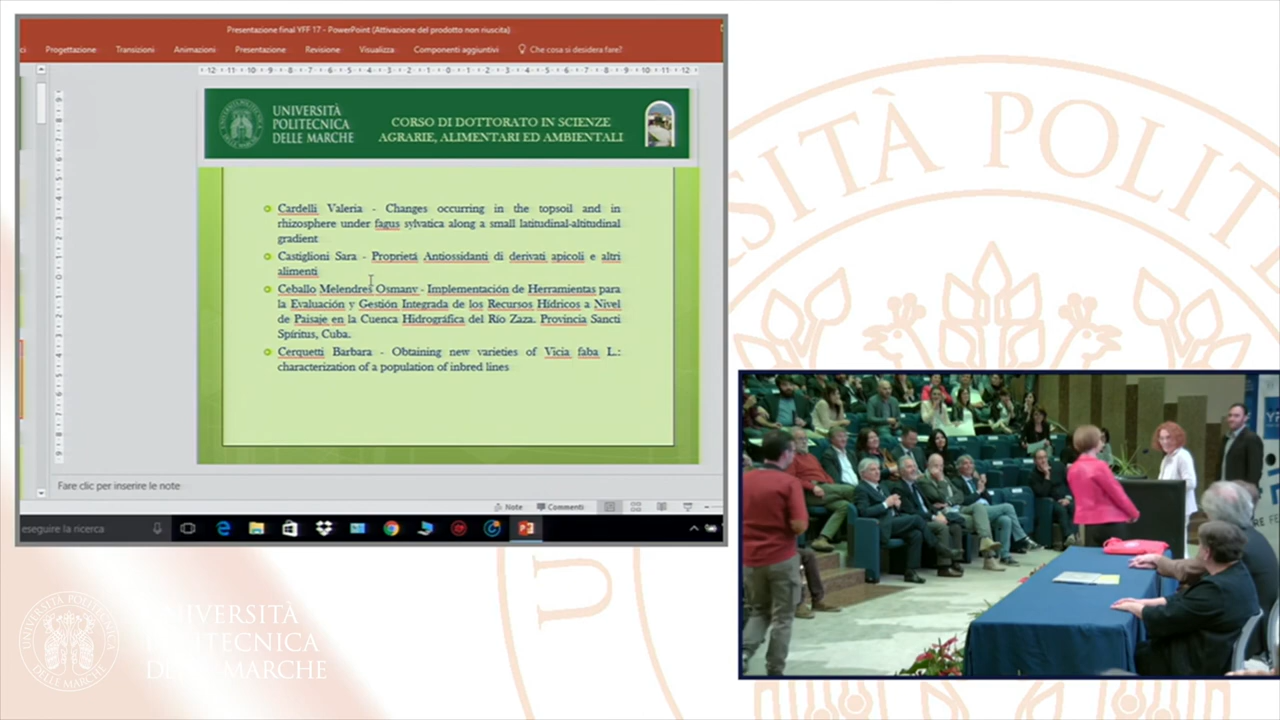 Presentazione final YFF 17 - PowerPoint (Attivazione del prodotto non riuscita)
Progettazione Transizioni Animazioni Presentazione Revisione Visualizza Componenti aggiuntivi Che cosa si desidera fare?
UNIVERSITÀ
POLITECNICA
DELLE MARCHE
CORSO DI DOTTORATO IN SCIENZE
AGRARIE, ALIMENTARI ED AMBIENTALI
Cardelli Valeria - Changes occurring in the topsoil and in
rhizosphere under fagus sylvatica along a small latitudinal-altitudinal
gradient
Castiglioni Sara - Proprietà Antiossidanti di derivati apicoli e altri
alimenti
Ceballo Melendres Osmany - Implementación de Herramientas para
la Evaluación y Gestión Integrada de los Recursos Hídricos a Nivel
de Paisaje en la Cuenca Hidrográfica del Río Zaza. Provincia Sancti
Spíritus, Cuba.
Cerquetti Barbara - Obtaining new varieties of Vicia faba L.:
characterization of a population of inbred lines
Fare clic per inserire le note
Note Commenti
eseguire la ricerca
UNIVERSITÀ
POLITECNICA
DELLE MARCHE
SITÀ POLITE